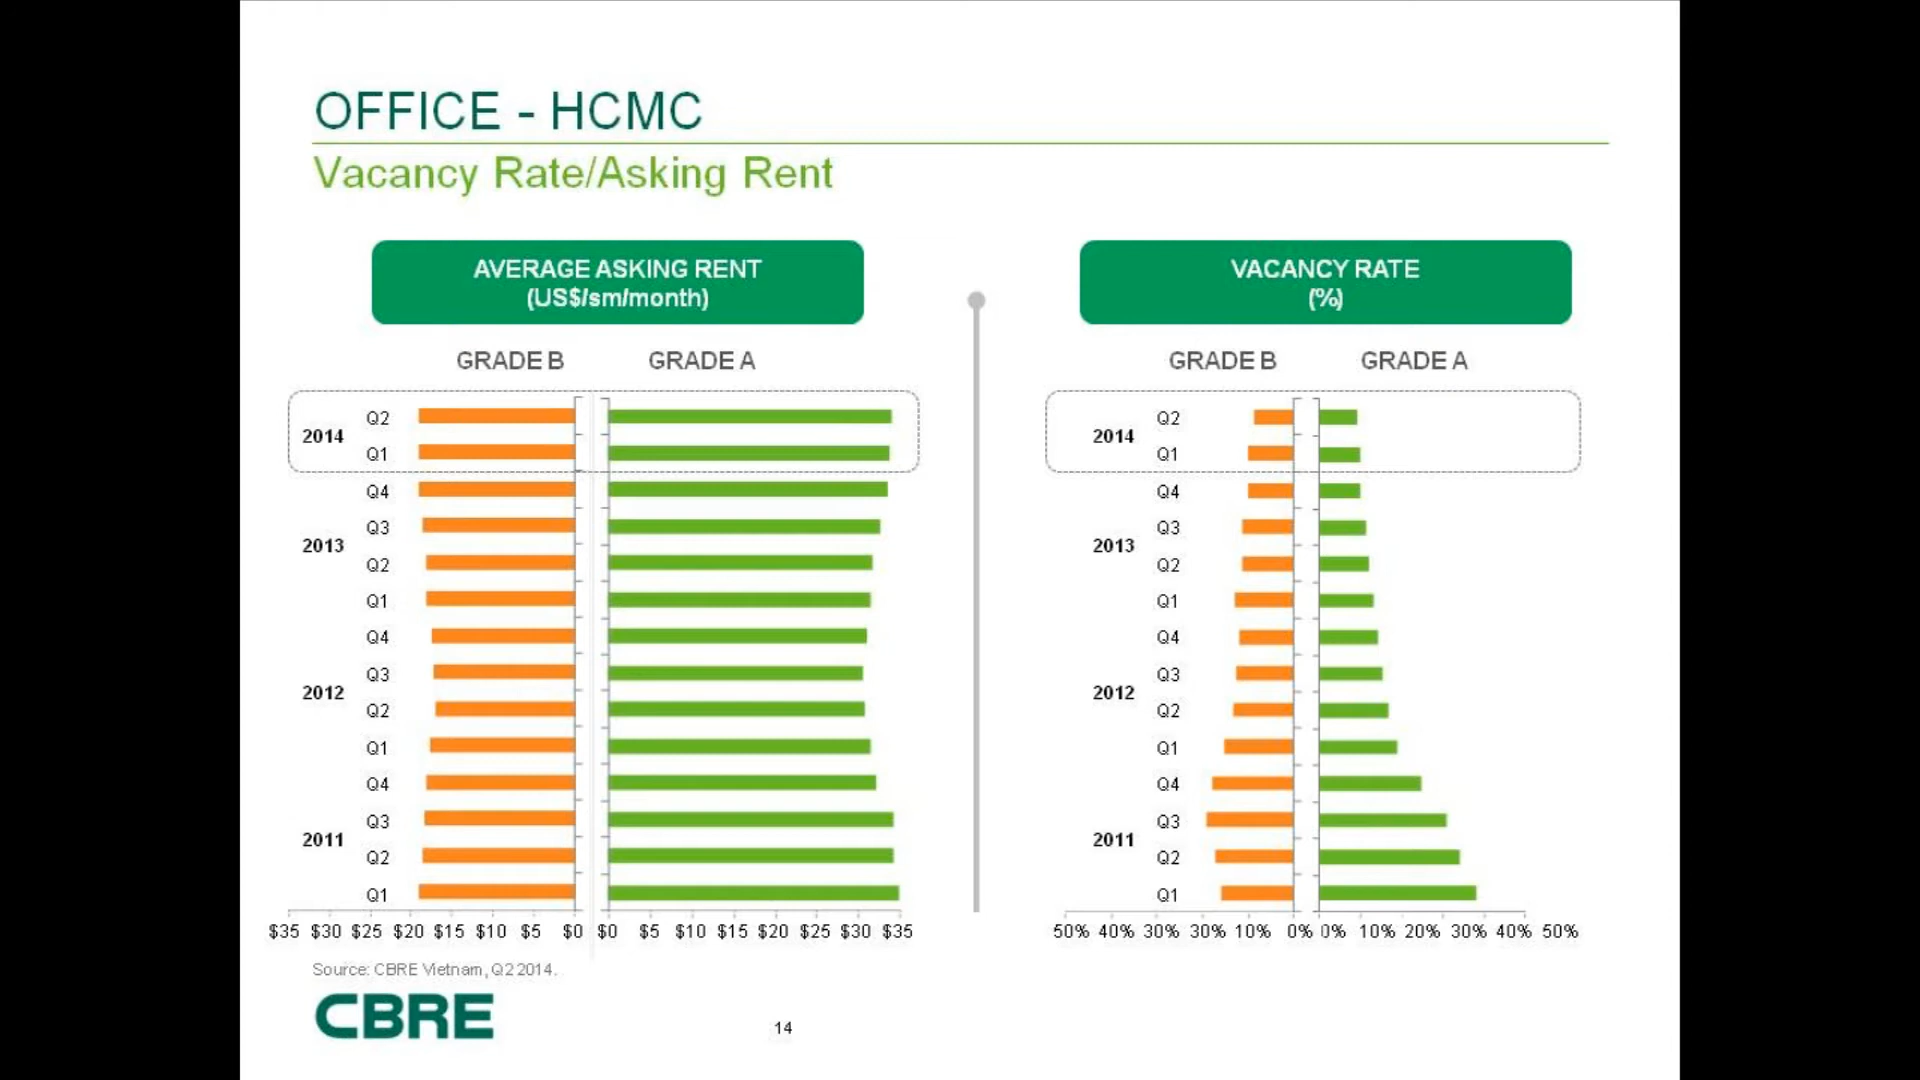 OFFICE - HCMC
Vacancy Rate/Asking Rent
AVERAGE ASKING RENT
(US$/sm/month)
GRADE B GRADE A
2014
Q2
Q1
2013
Q4
Q3
Q2
Q1
2012
Q4
Q3
Q2
Q1
2011
Q4
Q3
Q2
Q1
$35 $30 $25 $20 $15 $10 $5 $0 $0 $5 $10 $15 $20 $25 $30 $35
VACANCY RATE
(%)
GRADE B GRADE A
2014
Q2
Q1
2013
Q4
Q3
Q2
Q1
2012
Q4
Q3
Q2
Q1
2011
Q4
Q3
Q2
Q1
50% 40% 30% 30% 10% 0% 0% 10% 20% 30% 40% 50%
Source: CBRE Vietnam, Q2 2014.
CBRE
14